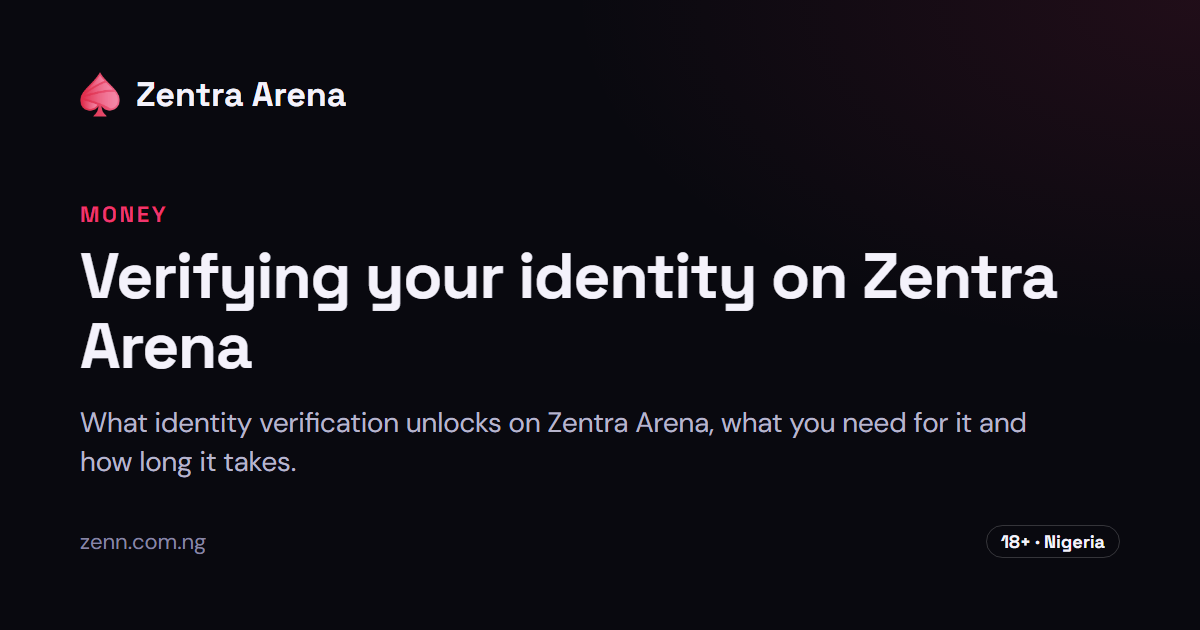 Zentra Arena
MONEY
Verifying your identity on Zentra
Arena
What identity verification unlocks on Zentra Arena, what you need for it and
how long it takes.
zenn.com.ng
18+ · Nigeria